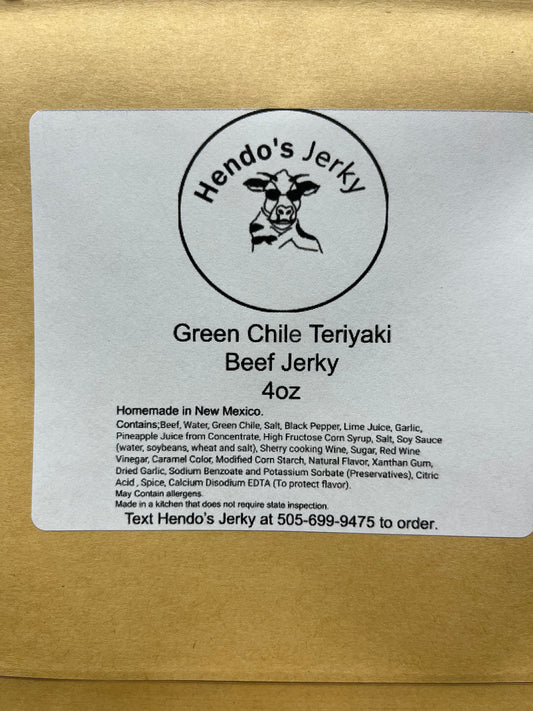 Hendo's Jerky
Green Chile Teriyaki
Beef Jerky
4oz
Homemade in New Mexico.
Contains;Beef, Water, Green Chile, Salt, Black Pepper, Lime Juice, Garlic,
Pineapple Juice from Concentrate, High Fructose Corn Syrup, Salt, Soy Sauce
(water, soybeans, wheat and salt), Sherry cooking Wine, Sugar, Red Wine
Vinegar, Caramel Color, Modified Corn Starch, Natural Flavor, Xanthan Gum,
Dried Garlic, Sodium Benzoate and Potassium Sorbate (Preservatives), Citric
Acid , Spice, Calcium Disodium EDTA (To protect flavor).
May Contain allergens.
Made in a kitchen that does not require state inspection.
Text Hendo's Jerky at 505-699-9475 to order.